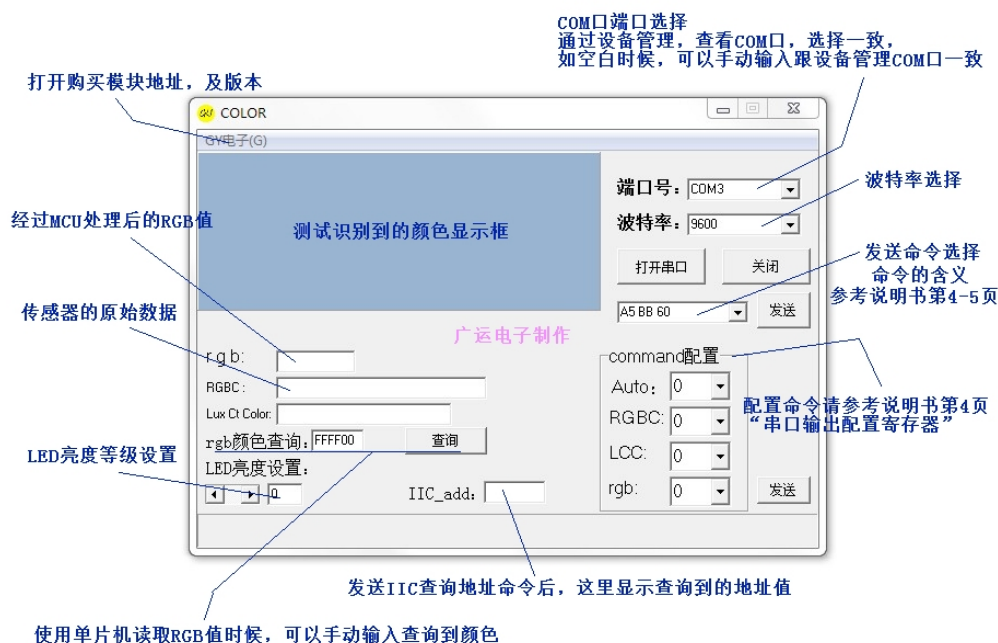 COM口端口选择
通过设备管理，查看COM口，选择一致，
如空白时候，可以手动输入跟设备管理COM口一致
打开购买模块地址，及版本
COLOR
GY电子(G)
端口号：COM3
波特率选择
波特率：9600
经过MCU处理后的RGB值
测试识别到的颜色显示框
打开串口
关闭
发送命令选择
命令的含义
参考说明书第4-5页
A5 BB 60
发送
传感器的原始数据
广运电子制作
r g b:
command配置
RGBC:
Auto: 0
Lux Ct Color:
RGBC: 0
配置命令请参考说明书第4页
“串口输出配置寄存器”
rgb颜色查询：FFFF00
查询
LED亮度等级设置
LED亮度设置：
LCC: 0
0
IIC_add:
rgb: 0
发送
发送IIC查询地址命令后，这里显示查询到的地址值
使用单片机读取RGB值时候，可以手动输入查询到颜色